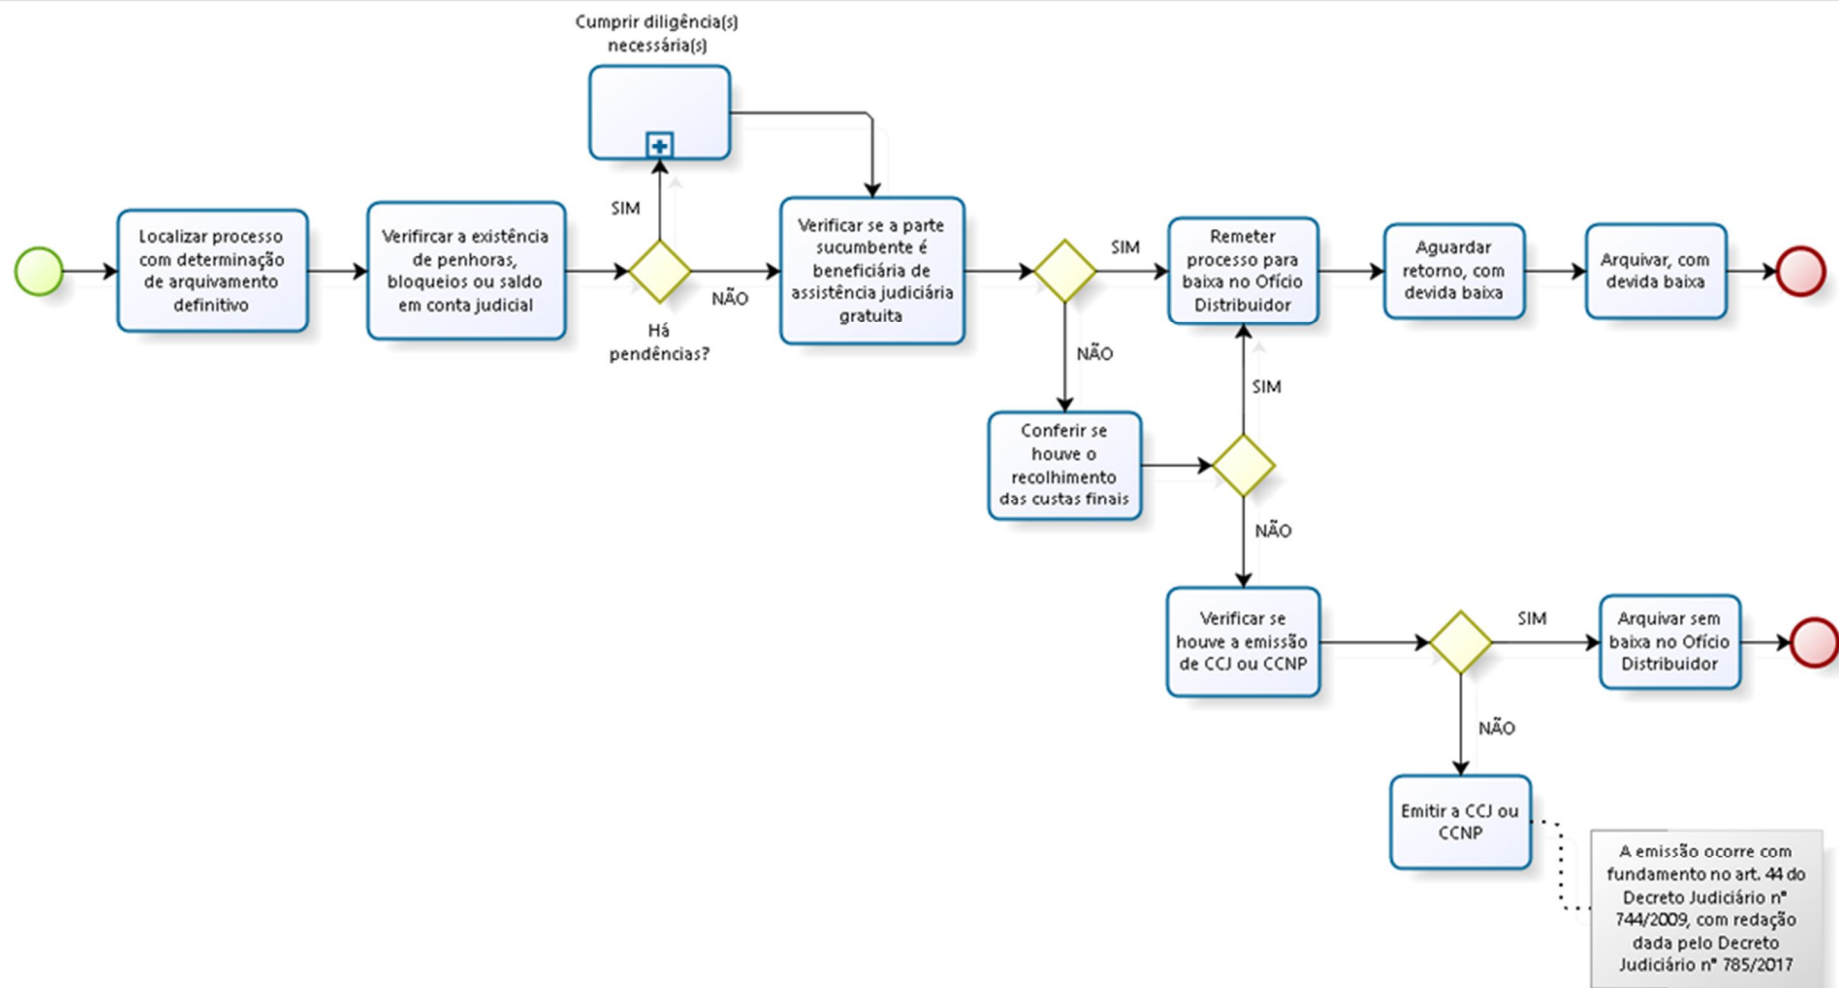 Cumprir diligência(s)
necessária(s)
Localizar processo
com determinação
de arquivamento
definitivo
Verifircar a existência
de penhoras,
bloqueios ou saldo
em conta judicial
SIM
NÃO
Há
pendências?
Verificar se a parte
sucumbente é
beneficiária de
assistência judiciária
gratuita
SIM
NÃO
Remeter
processo para
baixa no Ofício
Distribuidor
Aguardar
retorno, com
devida baixa
Arquivar, com
devida baixa
Conferir se
houve o
recolhimento
das custas finais
SIM
NÃO
Verificar se
houve a emissão
de CCJ ou CCNP
SIM
NÃO
Arquivar sem
baixa no Ofício
Distribuidor
Emitir a CCJ ou
CCNP
A emissão ocorre com
fundamento no art. 44 do
Decreto Judiciário n°
744/2009, com redação
dada pelo Decreto
Judiciário n° 785/2017